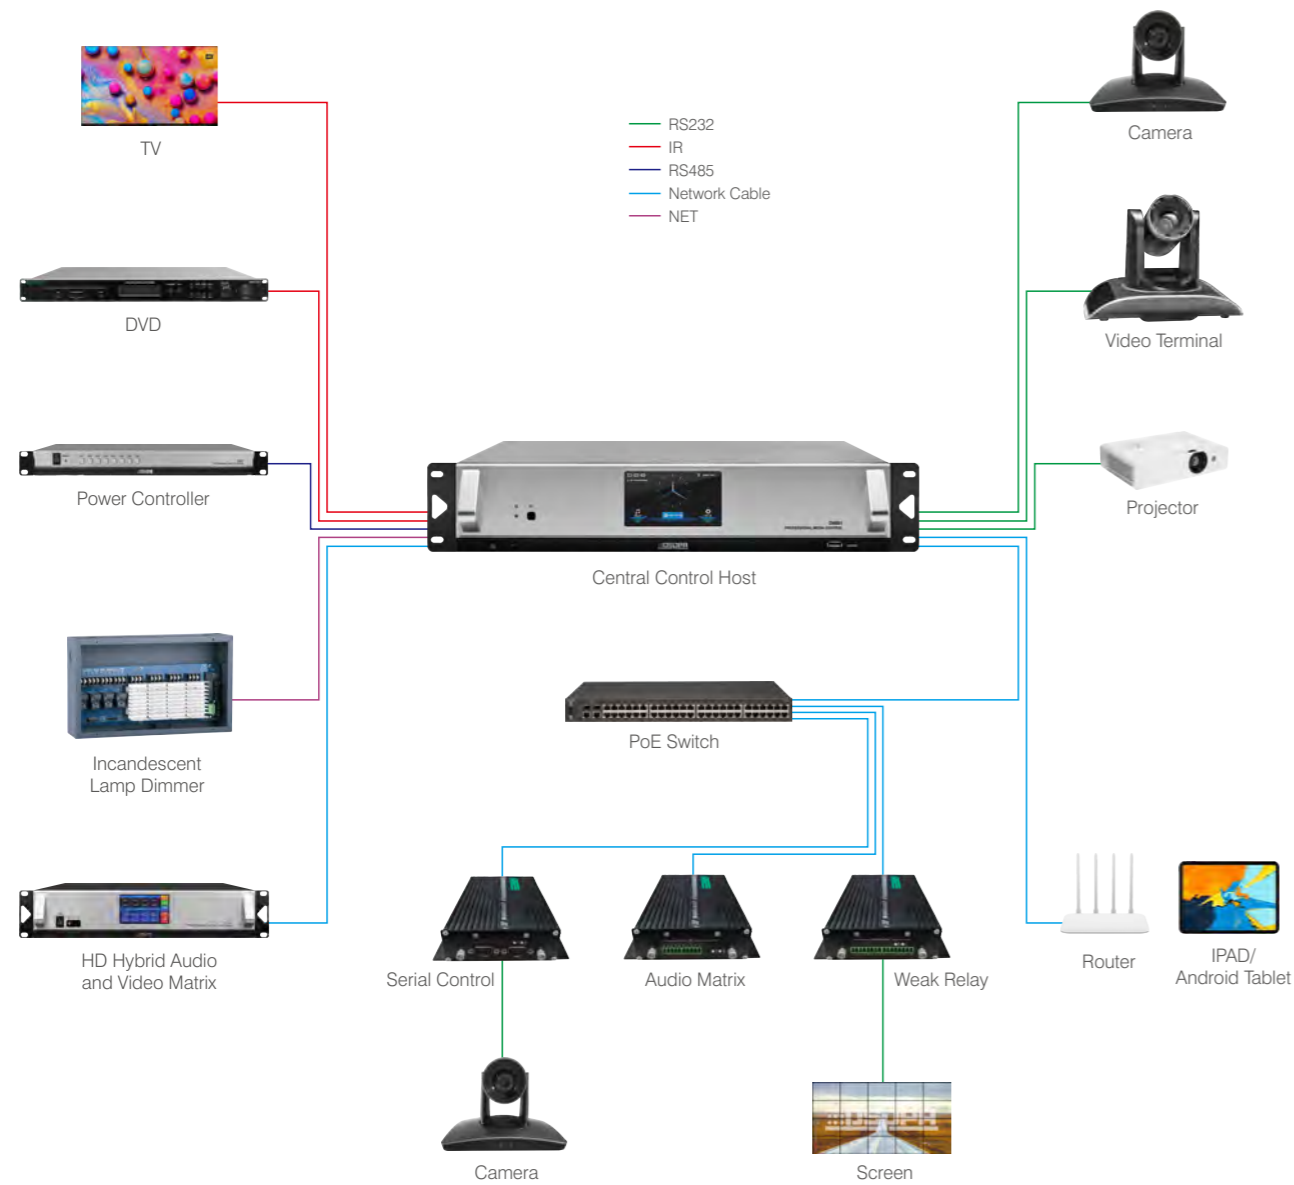 TV
RS232
IR
RS485
Network Cable
NET
Camera
Video Terminal
DVD
Power Controller
Projector
DSPPA
Central Control Host
Incandescent
Lamp Dimmer
PoE Switch
HD Hybrid Audio
and Video Matrix
Serial Control
Audio Matrix
Weak Relay
Router
IPAD/
Android Tablet
DSPPA
Camera
Screen